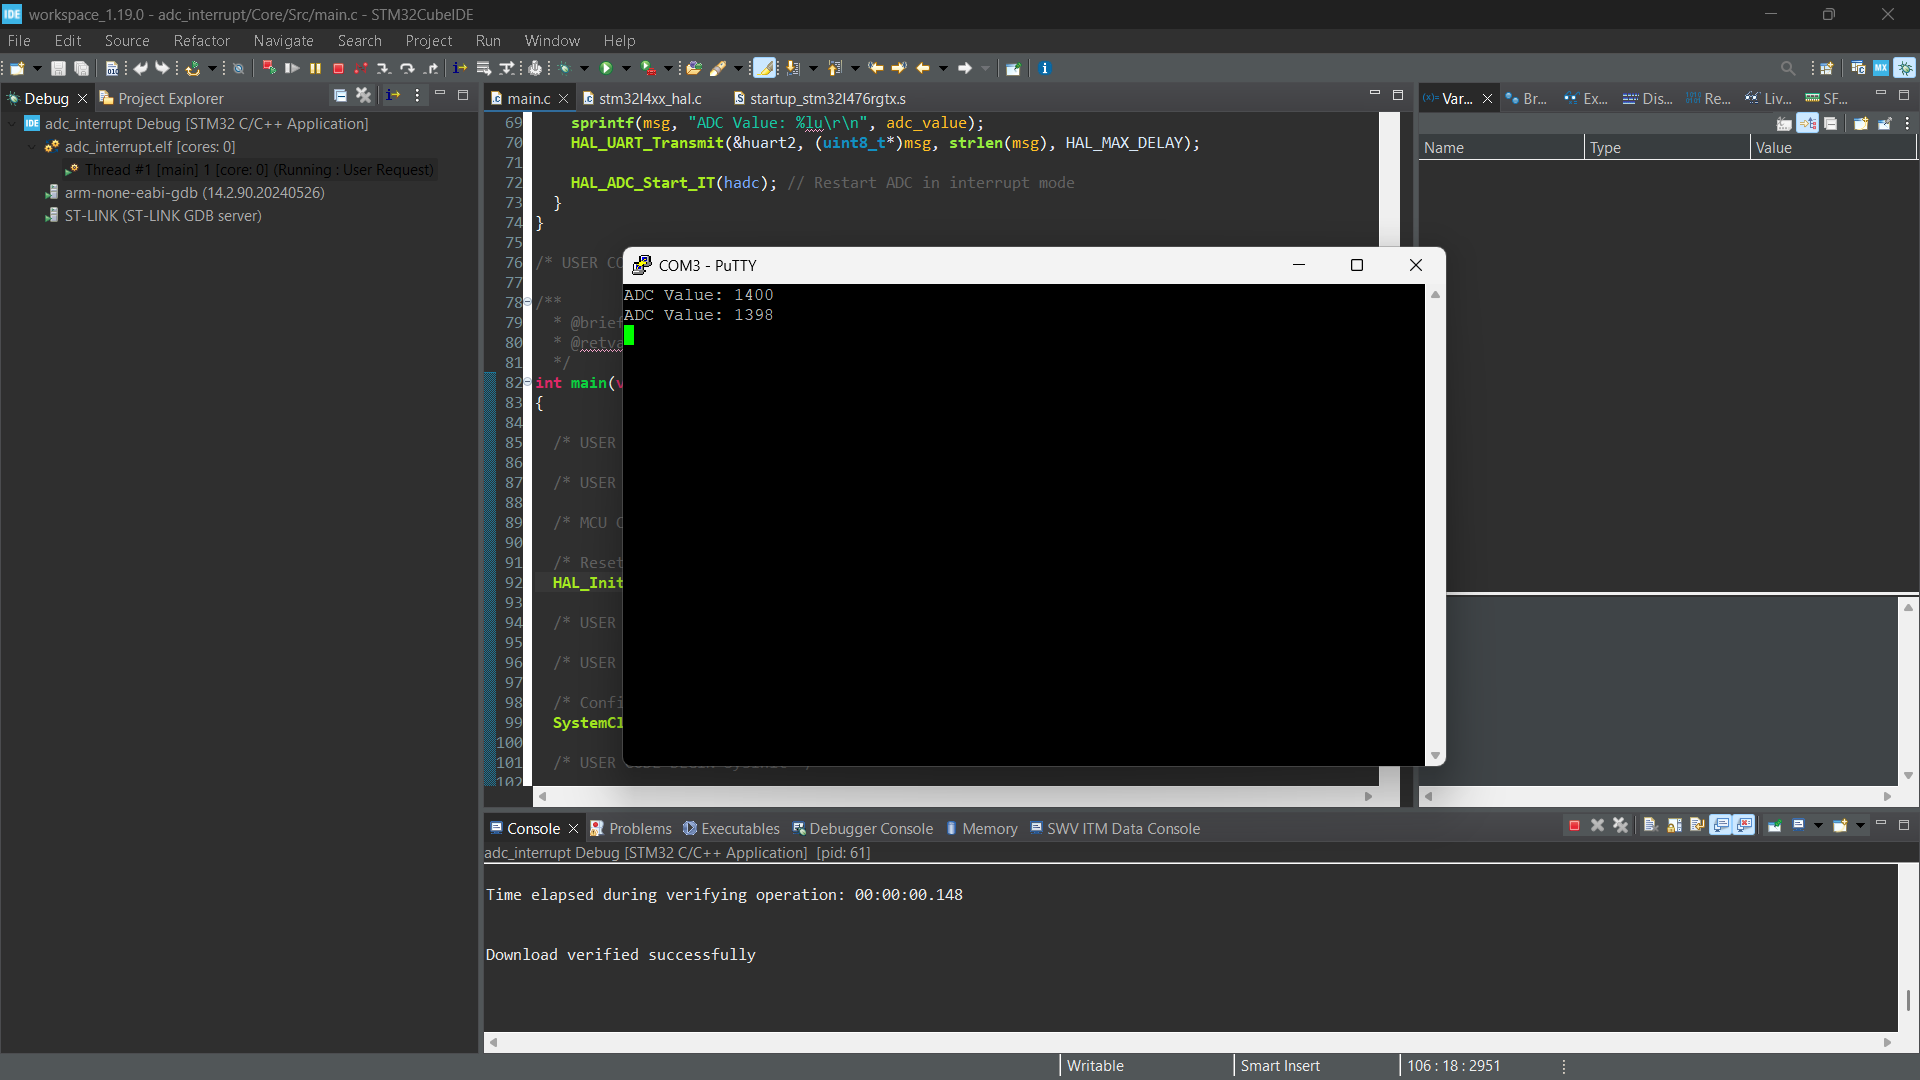 workspace_1.19.0 - adc_interrupt/Core/Src/main.c - STM32CubeIDE
File Edit Source Refactor Navigate Search Project Run Window Help
Debug Project Explorer
adc_interrupt Debug [STM32 C/C++ Application]
adc_interrupt.elf [cores: 0]
Thread #1 [main] 1 [core: 0] (Running : User Request)
arm-none-eabi-gdb (14.2.90.20240526)
ST-LINK (ST-LINK GDB server)
main.c stm32l4xx_hal.c startup_stm32l476rgtx.s
69 sprintf(msg, "ADC Value: %lu\r\n", adc_value);
70 HAL_UART_Transmit(&huart2, (uint8_t*)msg, strlen(msg), HAL_MAX_DELAY);
71
72 HAL_ADC_Start_IT(hadc); // Restart ADC in interrupt mode
73 }
74 }
75
76 /* USER CO
77
78 /**
79 * @brief
80 * @retva
81 */
82 int main(v
83 {
84
85 /* USER
86
87 /* USER
88
89 /* MCU C
90
91 /* Reset
92 HAL_Init
93
94 /* USER
95
96 /* USER
97
98 /* Confi
99 SystemCl
100
101 /* USER
102
COM3 - PuTTY
ADC Value: 1400
ADC Value: 1398
(x)= Var... Br... Ex... Dis... Re... Liv... SF...
Name Type Value
Console Problems Executables Debugger Console Memory SWV ITM Data Console
adc_interrupt Debug [STM32 C/C++ Application] [pid: 61]
Time elapsed during verifying operation: 00:00:00.148
Download verified successfully
Writable Smart Insert 106 : 18 : 2951